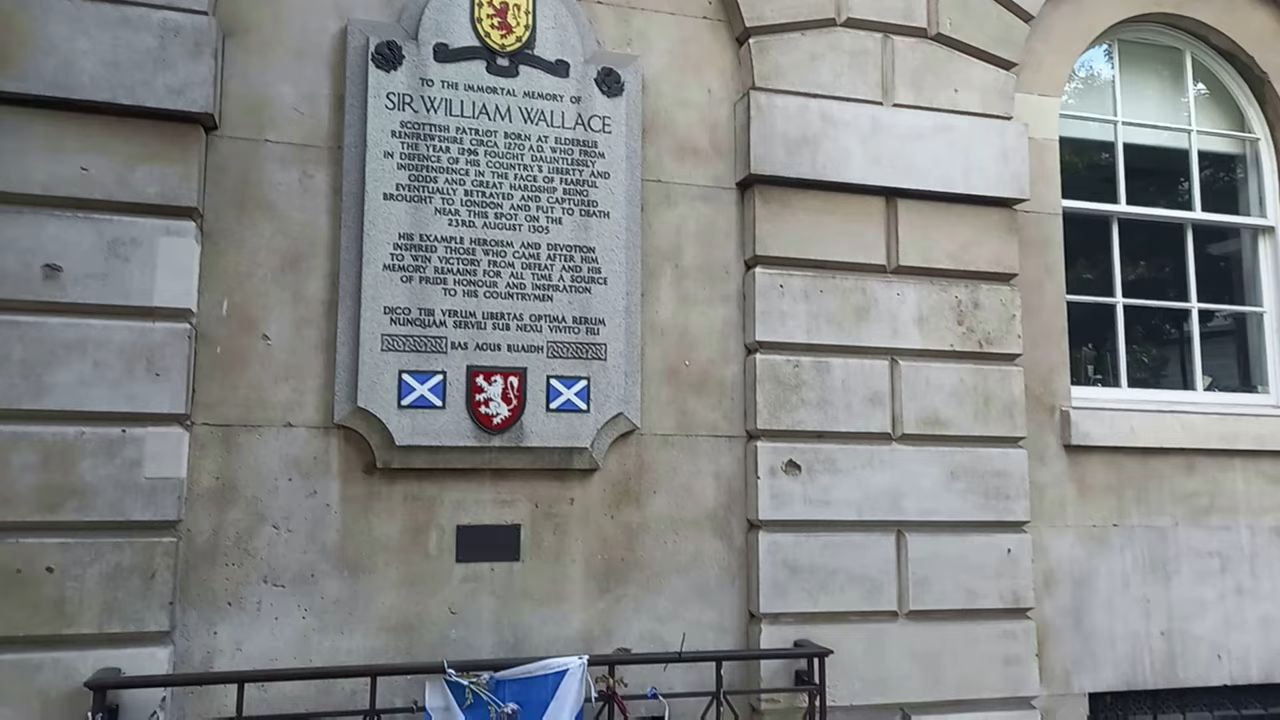 TO THE IMMORTAL MEMORY OF
SIR WILLIAM WALLACE
SCOTTISH PATRIOT BORN AT ELDERSLIE
RENFREWSHIRE CIRCA 1270 A.D. WHO FROM
THE YEAR 1296 FOUGHT DAUNTLESSLY
IN DEFENCE OF HIS COUNTRY'S LIBERTY AND
INDEPENDENCE IN THE FACE OF FEARFUL
ODDS AND GREAT HARDSHIP BEING
EVENTUALLY BETRAYED AND CAPTURED
BROUGHT TO LONDON AND PUT TO DEATH
NEAR THIS SPOT ON THE
23RD. AUGUST 1305
HIS EXAMPLE HEROISM AND DEVOTION
INSPIRED THOSE WHO CAME AFTER HIM
TO WIN VICTORY FROM DEFEAT AND HIS
MEMORY REMAINS FOR ALL TIME A SOURCE
OF PRIDE HONOUR AND INSPIRATION
TO HIS COUNTRYMEN
DICO TIBI VERUM LIBERTAS OPTIMA RERUM
NUNQUAM SERVILI SUB NEXU VIVITO FILI
BAS AGUS BUAIDH